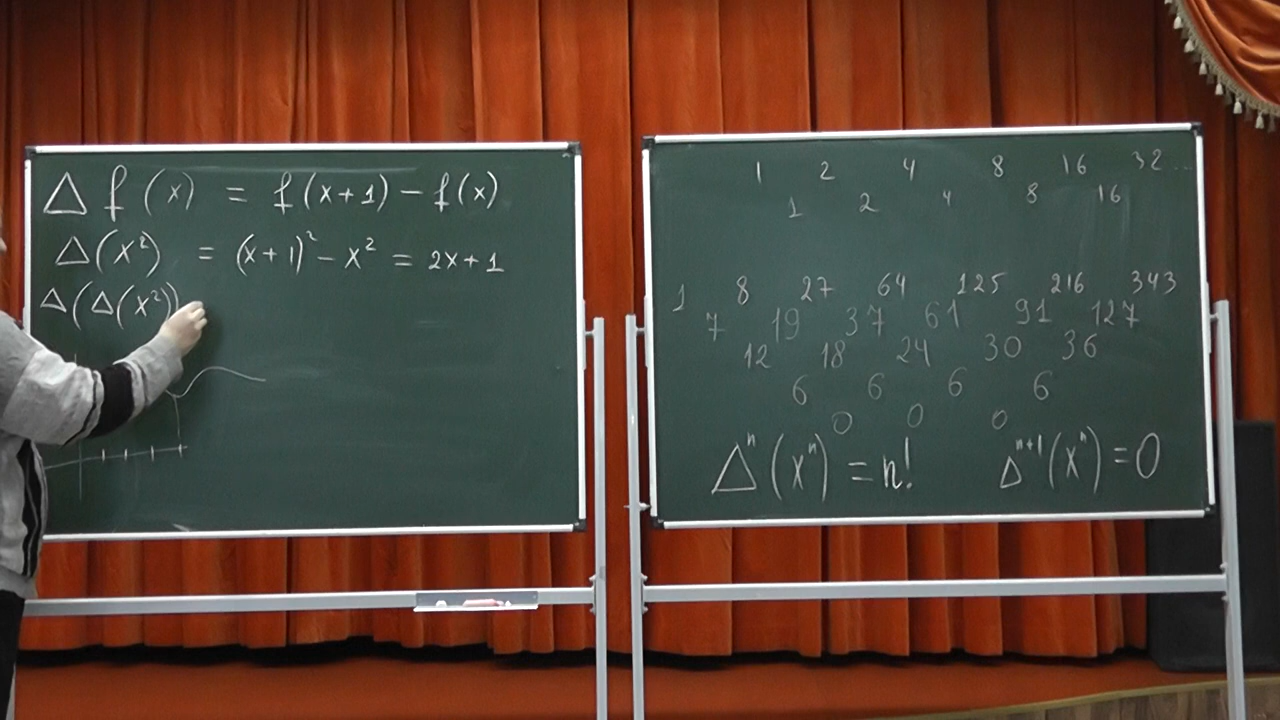 Δ f (x) = f(x+1) − f(x)
Δ(x²) = (x+1)² − x² = 2x+1
Δ(Δ(x²))
1 2 4 8 16 32...
1 2 4 8 16
1 8 27 64 125 216 343
7 19 37 61 91 127
12 18 24 30 36
6 6 6 6
0 0 0
Δⁿ(xⁿ) = n! Δⁿ⁺¹(xⁿ) = 0